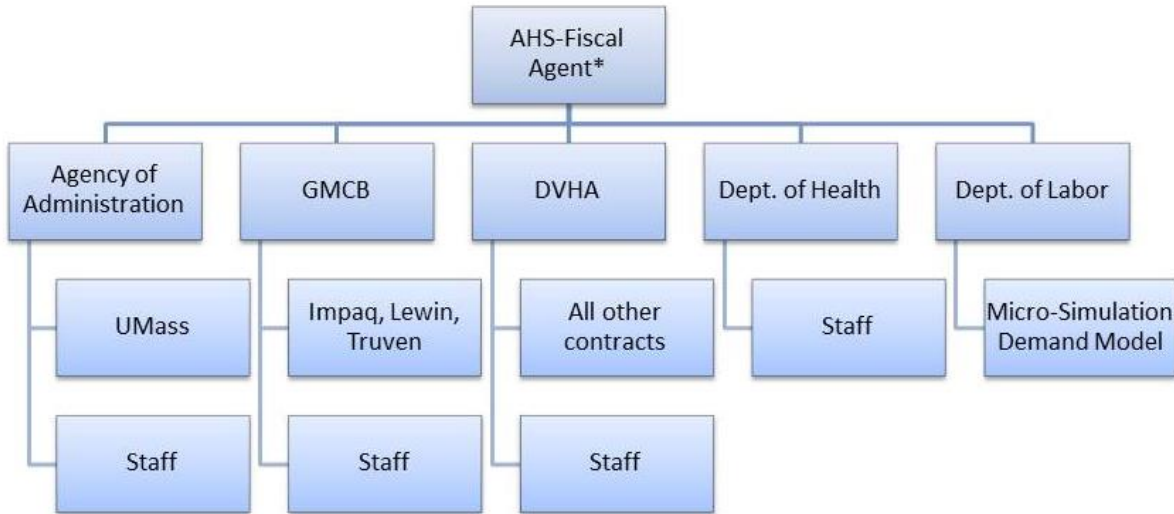 AHS-Fiscal
Agent*
Agency of
Administration
GMCB
DVHA
Dept. of Health
Dept. of Labor
UMass
Impaq, Lewin,
Truven
All other
contracts
Staff
Micro-Simulation
Demand Model
Staff
Staff
Staff